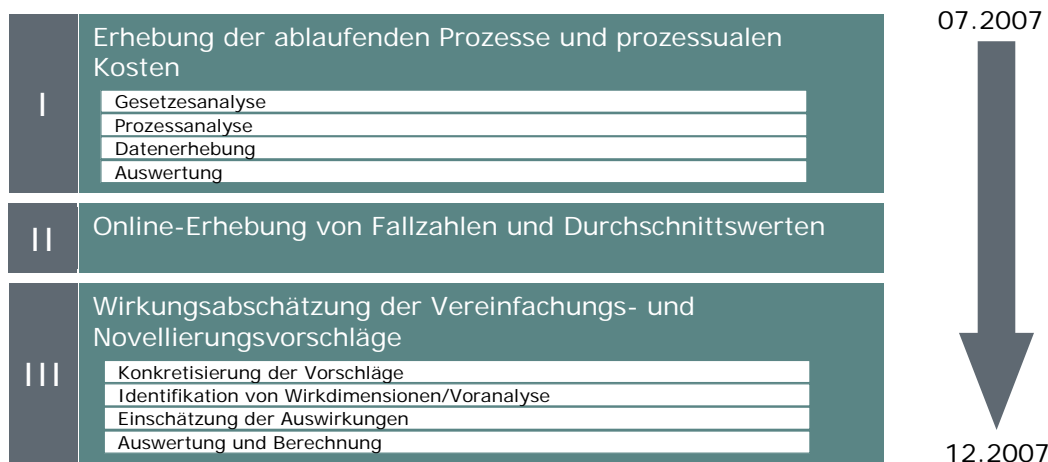 07.2007
I
Erhebung der ablaufenden Prozesse und prozessualen
Kosten
Gesetzesanalyse
Prozessanalyse
Datenerhebung
Auswertung
II
Online-Erhebung von Fallzahlen und Durchschnittswerten
III
Wirkungsabschätzung der Vereinfachungs- und
Novellierungsvorschläge
Konkretisierung der Vorschläge
Identifikation von Wirkdimensionen/Voranalyse
Einschätzung der Auswirkungen
Auswertung und Berechnung
12.2007